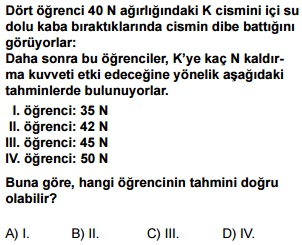 Dört öğrenci 40 N ağırlığındaki K cismini içi su
dolu kaba bıraktıklarında cismin dibe battığını
görüyorlar:
Daha sonra bu öğrenciler, K'ye kaç N kaldır-
ma kuvveti etki edeceğine yönelik aşağıdaki
tahminlerde bulunuyorlar.
I. öğrenci: 35 N
II. öğrenci: 42 N
III. öğrenci: 45 N
IV. öğrenci: 50 N
Buna göre, hangi öğrencinin tahmini doğru
olabilir?
A) I. B) II. C) III. D) IV.